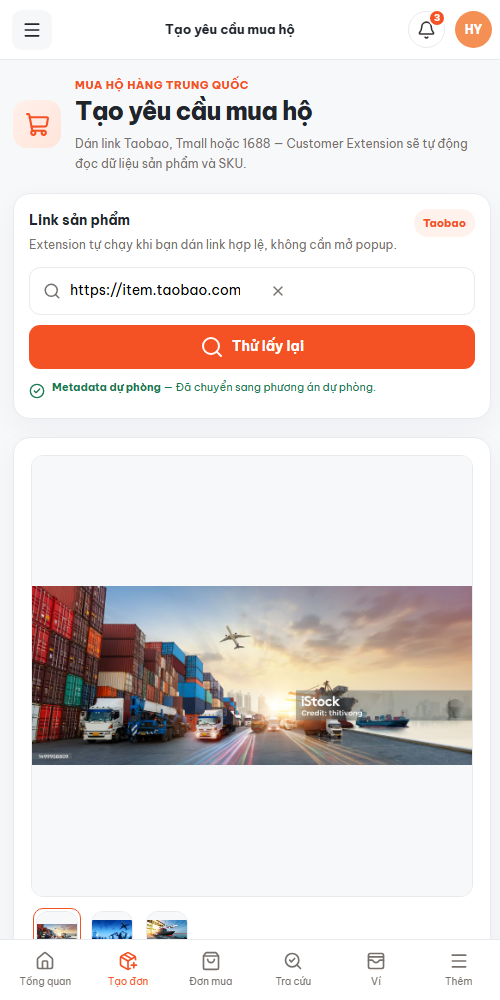 Tạo yêu cầu mua hộ
3
HY
MUA HỘ HÀNG TRUNG QUỐC
Tạo yêu cầu mua hộ
Dán link Taobao, Tmall hoặc 1688 — Customer Extension sẽ tự động
đọc dữ liệu sản phẩm và SKU.
Link sản phẩm
Taobao
Extension tự chạy khi bạn dán link hợp lệ, không cần mở popup.
https://item.taobao.com
Thử lấy lại
Metadata dự phòng — Đã chuyển sang phương án dự phòng.
iStock
Credit: thitivong
Tổng quan
Tạo đơn
Đơn mua
Tra cứu
Ví
Thêm